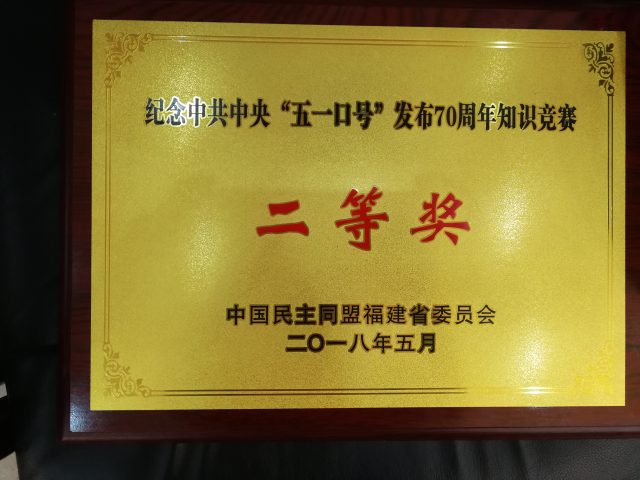 纪念中共中央“五一口号”发布70周年知识竞赛
二等奖
中国民主同盟福建省委员会
二〇一八年五月